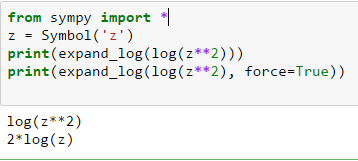 from sympy import *
z = Symbol('z')
print(expand_log(log(z**2)))
print(expand_log(log(z**2), force=True))
log(z**2)
2*log(z)